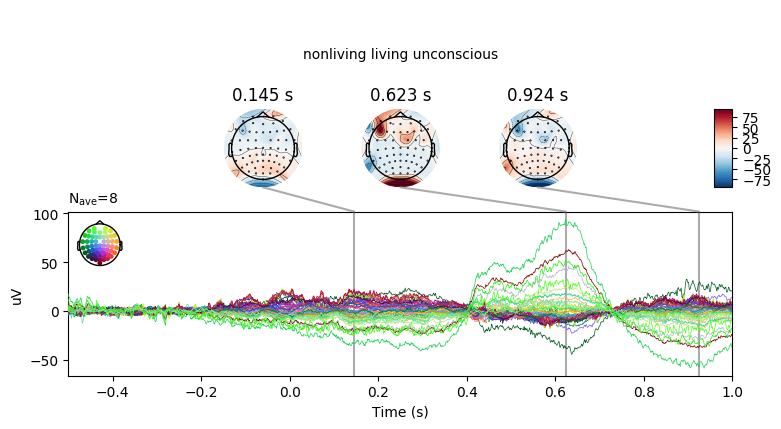 nonliving living unconscious
0.145 s 0.623 s 0.924 s
75
50
25
0
−25
−50
−75
Nave=8
100
50
0
−50
uV
−0.4 −0.2 0.0 0.2 0.4 0.6 0.8 1.0
Time (s)